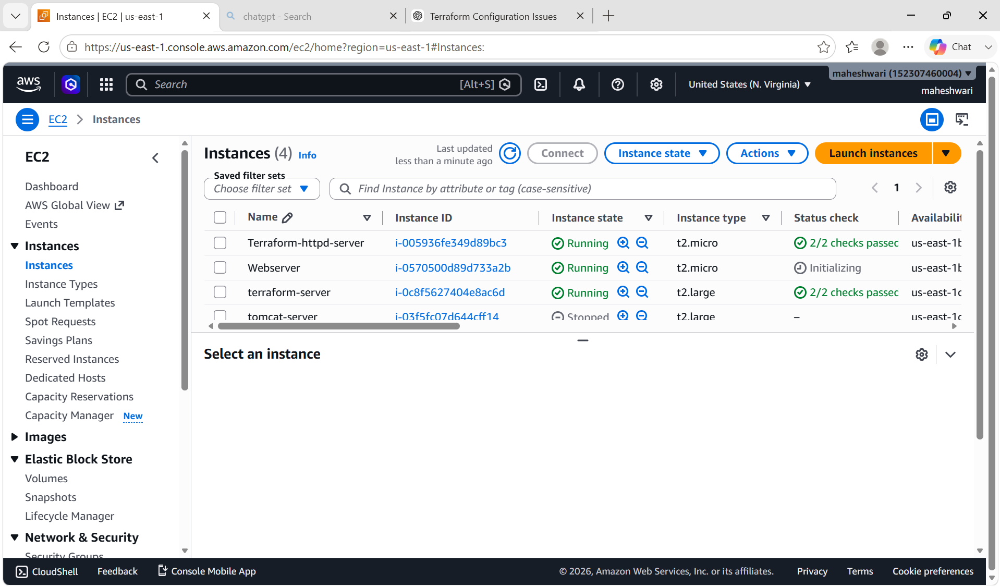 Instances | EC2 | us-east-1
chatgpt - Search
Terraform Configuration Issues
https://us-east-1.console.aws.amazon.com/ec2/home?region=us-east-1#Instances:
Chat
aws
Search
[Alt+S]
United States (N. Virginia)
maheshwari (152307460004)
maheshwari
EC2
Instances
EC2
Dashboard
AWS Global View
Events
Instances
Instances
Instance Types
Launch Templates
Spot Requests
Savings Plans
Reserved Instances
Dedicated Hosts
Capacity Reservations
Capacity Manager New
Images
Elastic Block Store
Volumes
Snapshots
Lifecycle Manager
Network & Security
Security Groups
Instances (4) Info
Last updated
less than a minute ago
Connect
Instance state
Actions
Launch instances
Saved filter sets
Choose filter set
Find Instance by attribute or tag (case-sensitive)
1
Name Instance ID Instance state Instance type Status check Availabilit
Terraform-httpd-server i-005936fe349d89bc3 Running t2.micro 2/2 checks passed us-east-1b
Webserver i-0570500d89d733a2b Running t2.micro Initializing us-east-1b
terraform-server i-0c8f5627404e8ac6d Running t2.large 2/2 checks passed us-east-1c
tomcat-server i-03f5fc07d644cff14 Stopped t2.large – us-east-1c
Select an instance
CloudShell
Feedback
Console Mobile App
© 2026, Amazon Web Services, Inc. or its affiliates.
Privacy
Terms
Cookie preferences